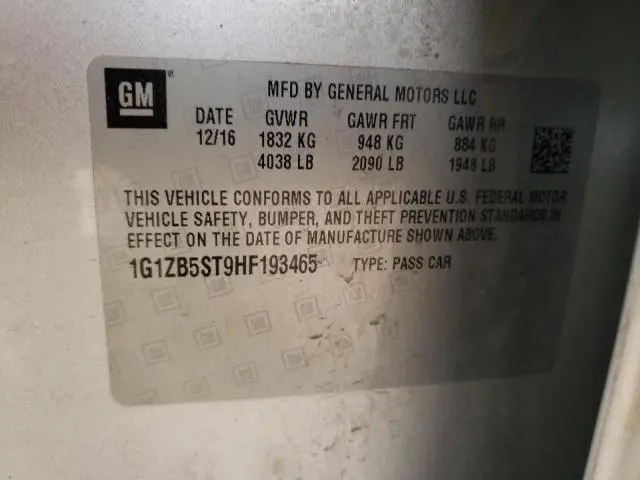 GM ®
MFD BY GENERAL MOTORS LLC
DATE GVWR GAWR FRT GAWR RR
12/16 1832 KG 948 KG 884 KG
4038 LB 2090 LB 1948 LB
THIS VEHICLE CONFORMS TO ALL APPLICABLE U.S. FEDERAL MOTOR
VEHICLE SAFETY, BUMPER, AND THEFT PREVENTION STANDARDS IN
EFFECT ON THE DATE OF MANUFACTURE SHOWN ABOVE.
1G1ZB5ST9HF193465 TYPE: PASS CAR